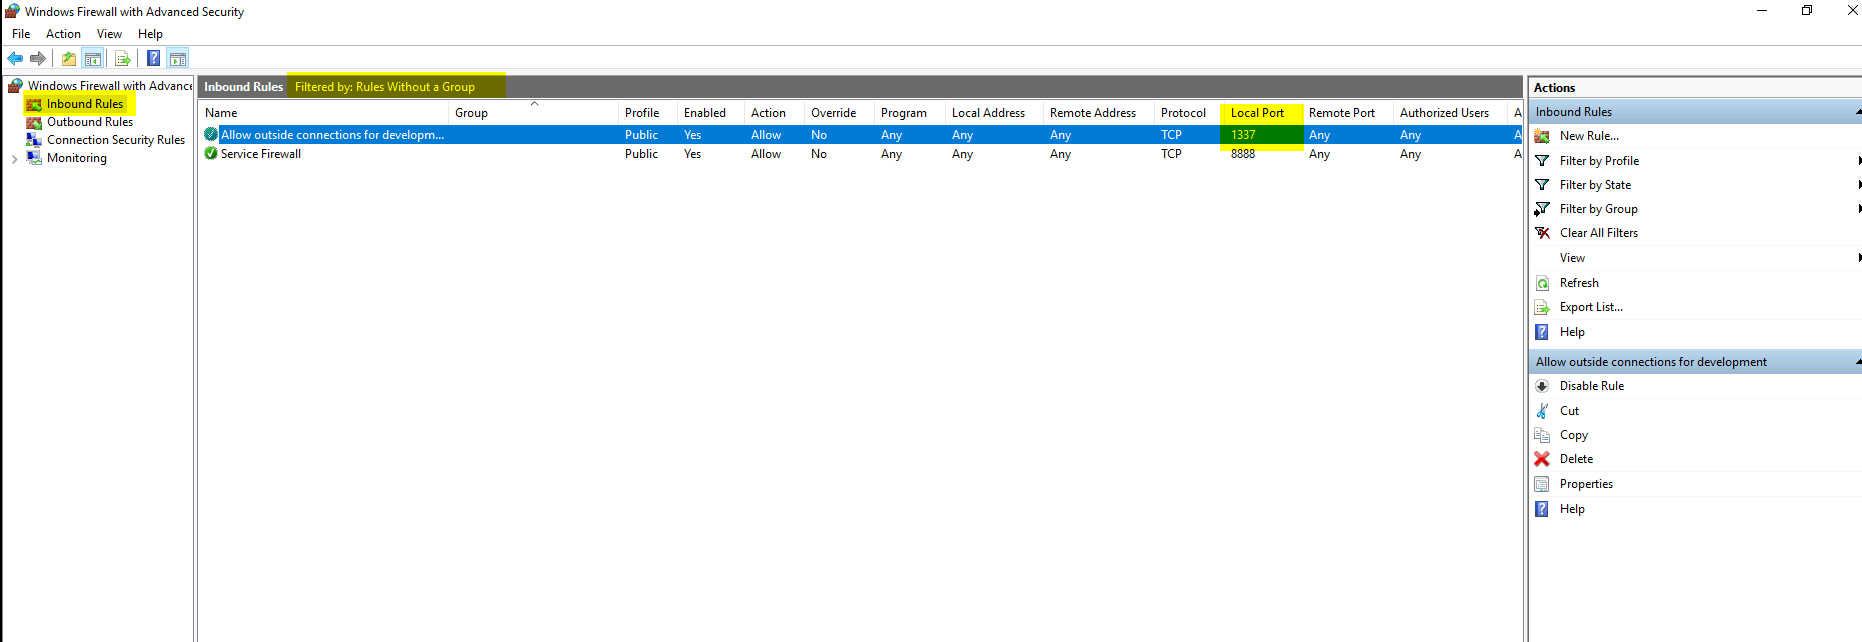 Windows Firewall with Advanced Security
File Action View Help
Windows Firewall with Advance
Inbound Rules
Outbound Rules
Connection Security Rules
Monitoring
Inbound Rules Filtered by: Rules Without a Group
Name Group Profile Enabled Action Override Program Local Address Remote Address Protocol Local Port Remote Port Authorized Users A
Allow outside connections for developm... Public Yes Allow No Any Any Any TCP 1337 Any Any A
Service Firewall Public Yes Allow No Any Any Any TCP 8888 Any Any A
Actions
Inbound Rules
New Rule...
Filter by Profile
Filter by State
Filter by Group
Clear All Filters
View
Refresh
Export List...
Help
Allow outside connections for development
Disable Rule
Cut
Copy
Delete
Properties
Help